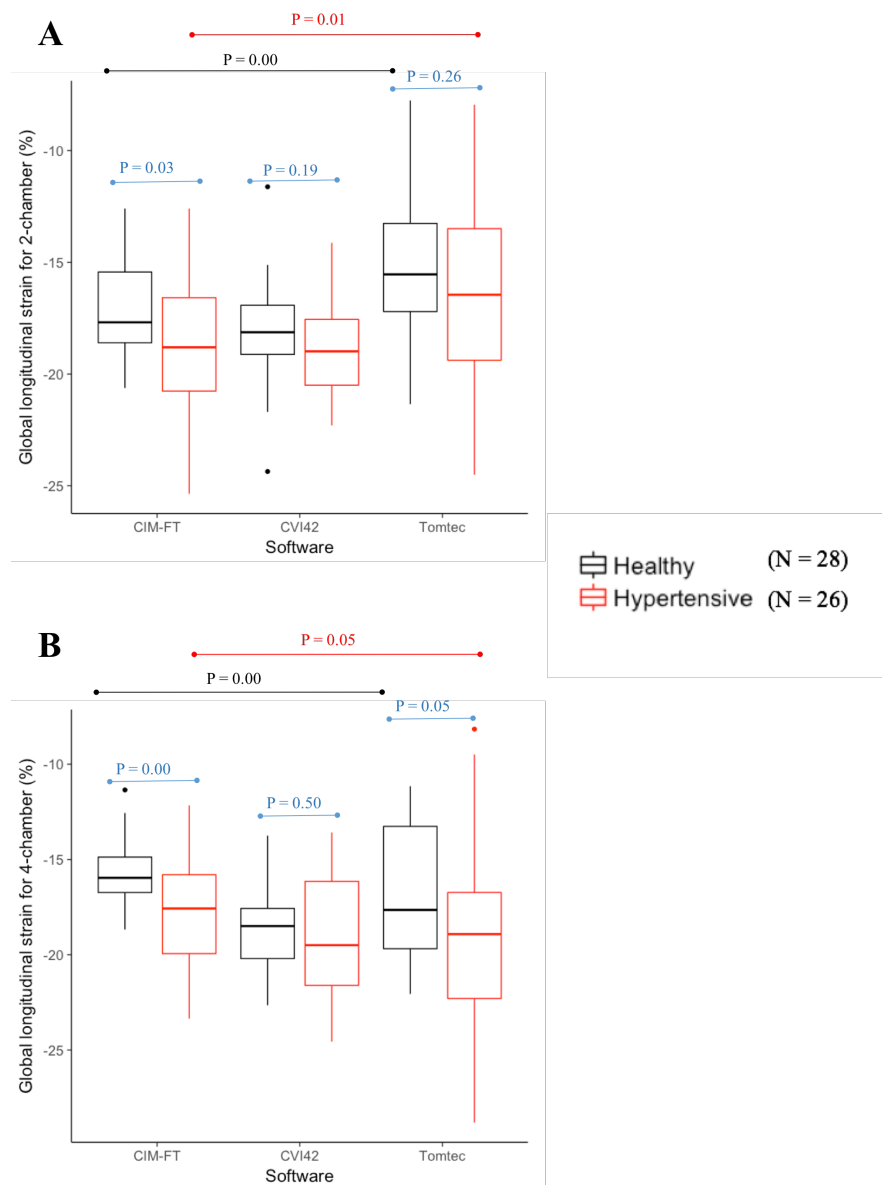 A
P = 0.01
P = 0.00
P = 0.26
P = 0.03
P = 0.19
Global longitudinal strain for 2-chamber (%)
-10
-15
-20
-25
CIM-FT CVI42 Tomtec
Software
Healthy (N = 28)
Hypertensive (N = 26)
B
P = 0.05
P = 0.00
P = 0.05
P = 0.00
P = 0.50
Global longitudinal strain for 4-chamber (%)
-10
-15
-20
-25
CIM-FT CVI42 Tomtec
Software